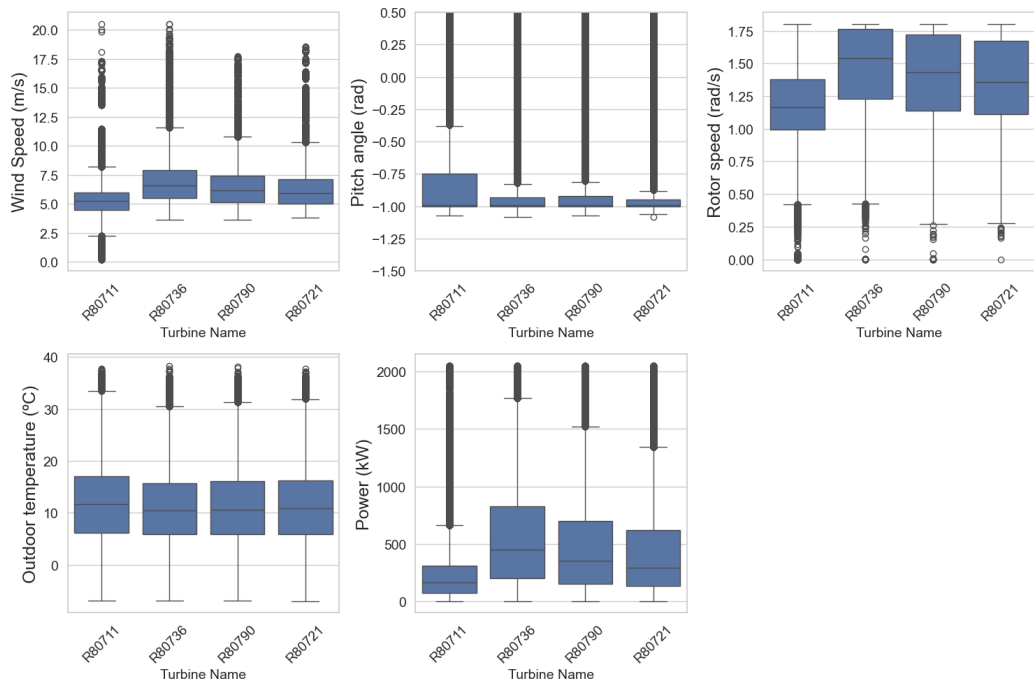 Wind Speed (m/s)
20.0
17.5
15.0
12.5
10.0
7.5
5.0
2.5
0.0
R80711 R80736 R80790 R80721
Turbine Name
Pitch angle (rad)
0.50
0.25
0.00
−0.25
−0.50
−0.75
−1.00
−1.25
−1.50
R80711 R80736 R80790 R80721
Turbine Name
Rotor speed (rad/s)
1.75
1.50
1.25
1.00
0.75
0.50
0.25
0.00
R80711 R80736 R80790 R80721
Turbine Name
Outdoor temperature (ºC)
40
30
20
10
0
R80711 R80736 R80790 R80721
Turbine Name
Power (kW)
2000
1500
1000
500
0
R80711 R80736 R80790 R80721
Turbine Name